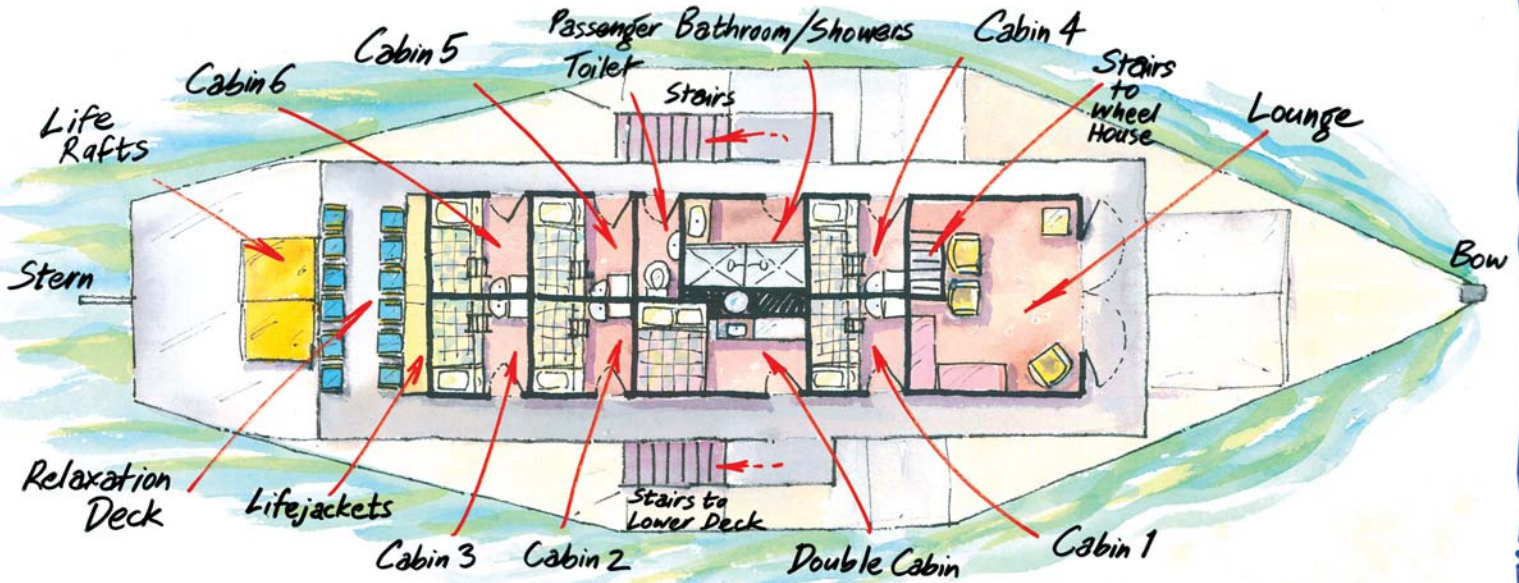 Passenger Bathroom/Showers
Toilet
Cabin 4
Cabin 5
Cabin 6
Stairs
Stairs
to
Wheel
House
Lounge
Life
Rafts
Stern
Bow
Relaxation
Deck
Lifejackets
Cabin 3
Cabin 2
Stairs to
Lower Deck
Double Cabin
Cabin 1